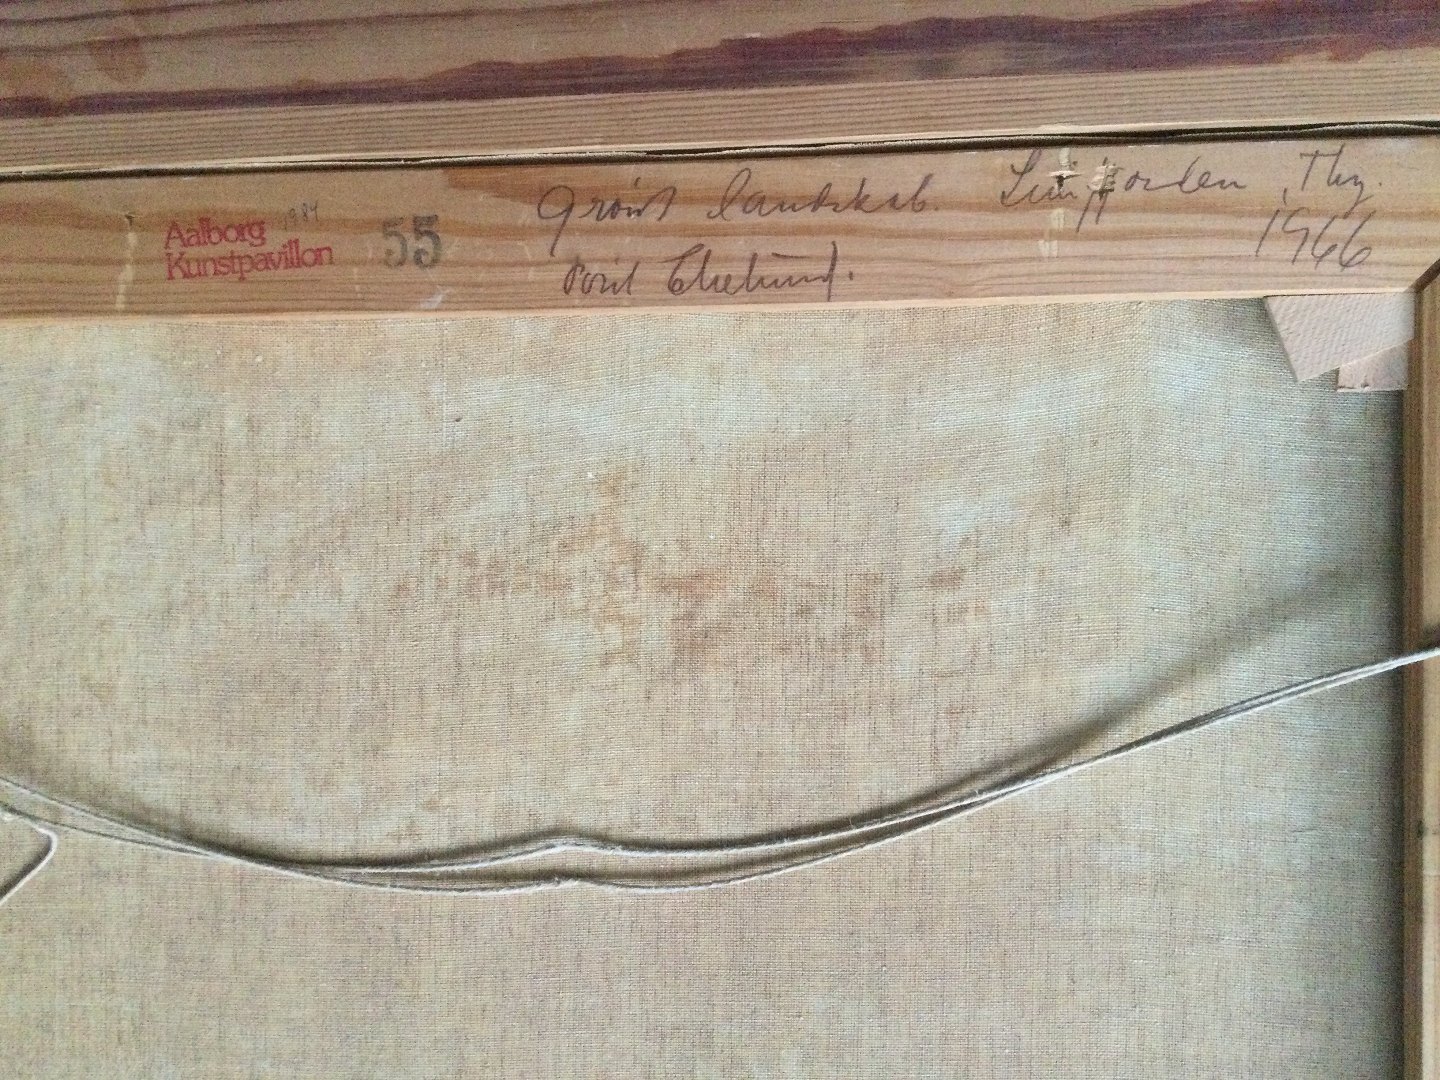 Aalborg 1984
Kunstpavillon
55
Grønt landskab. Limfjorden, Thy.
1966
Poul Ekelund.